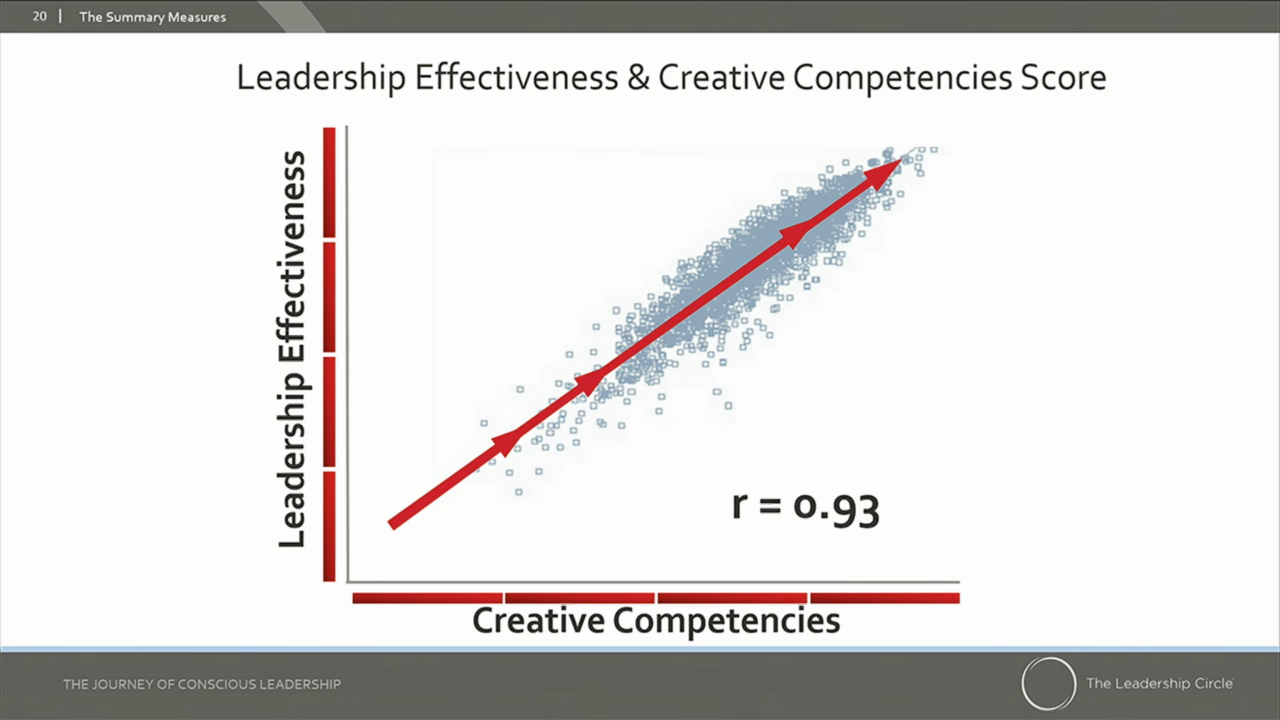 20 | The Summary Measures
Leadership Effectiveness & Creative Competencies Score
Leadership Effectiveness
r = 0.93
Creative Competencies
THE JOURNEY OF CONSCIOUS LEADERSHIP
The Leadership Circle